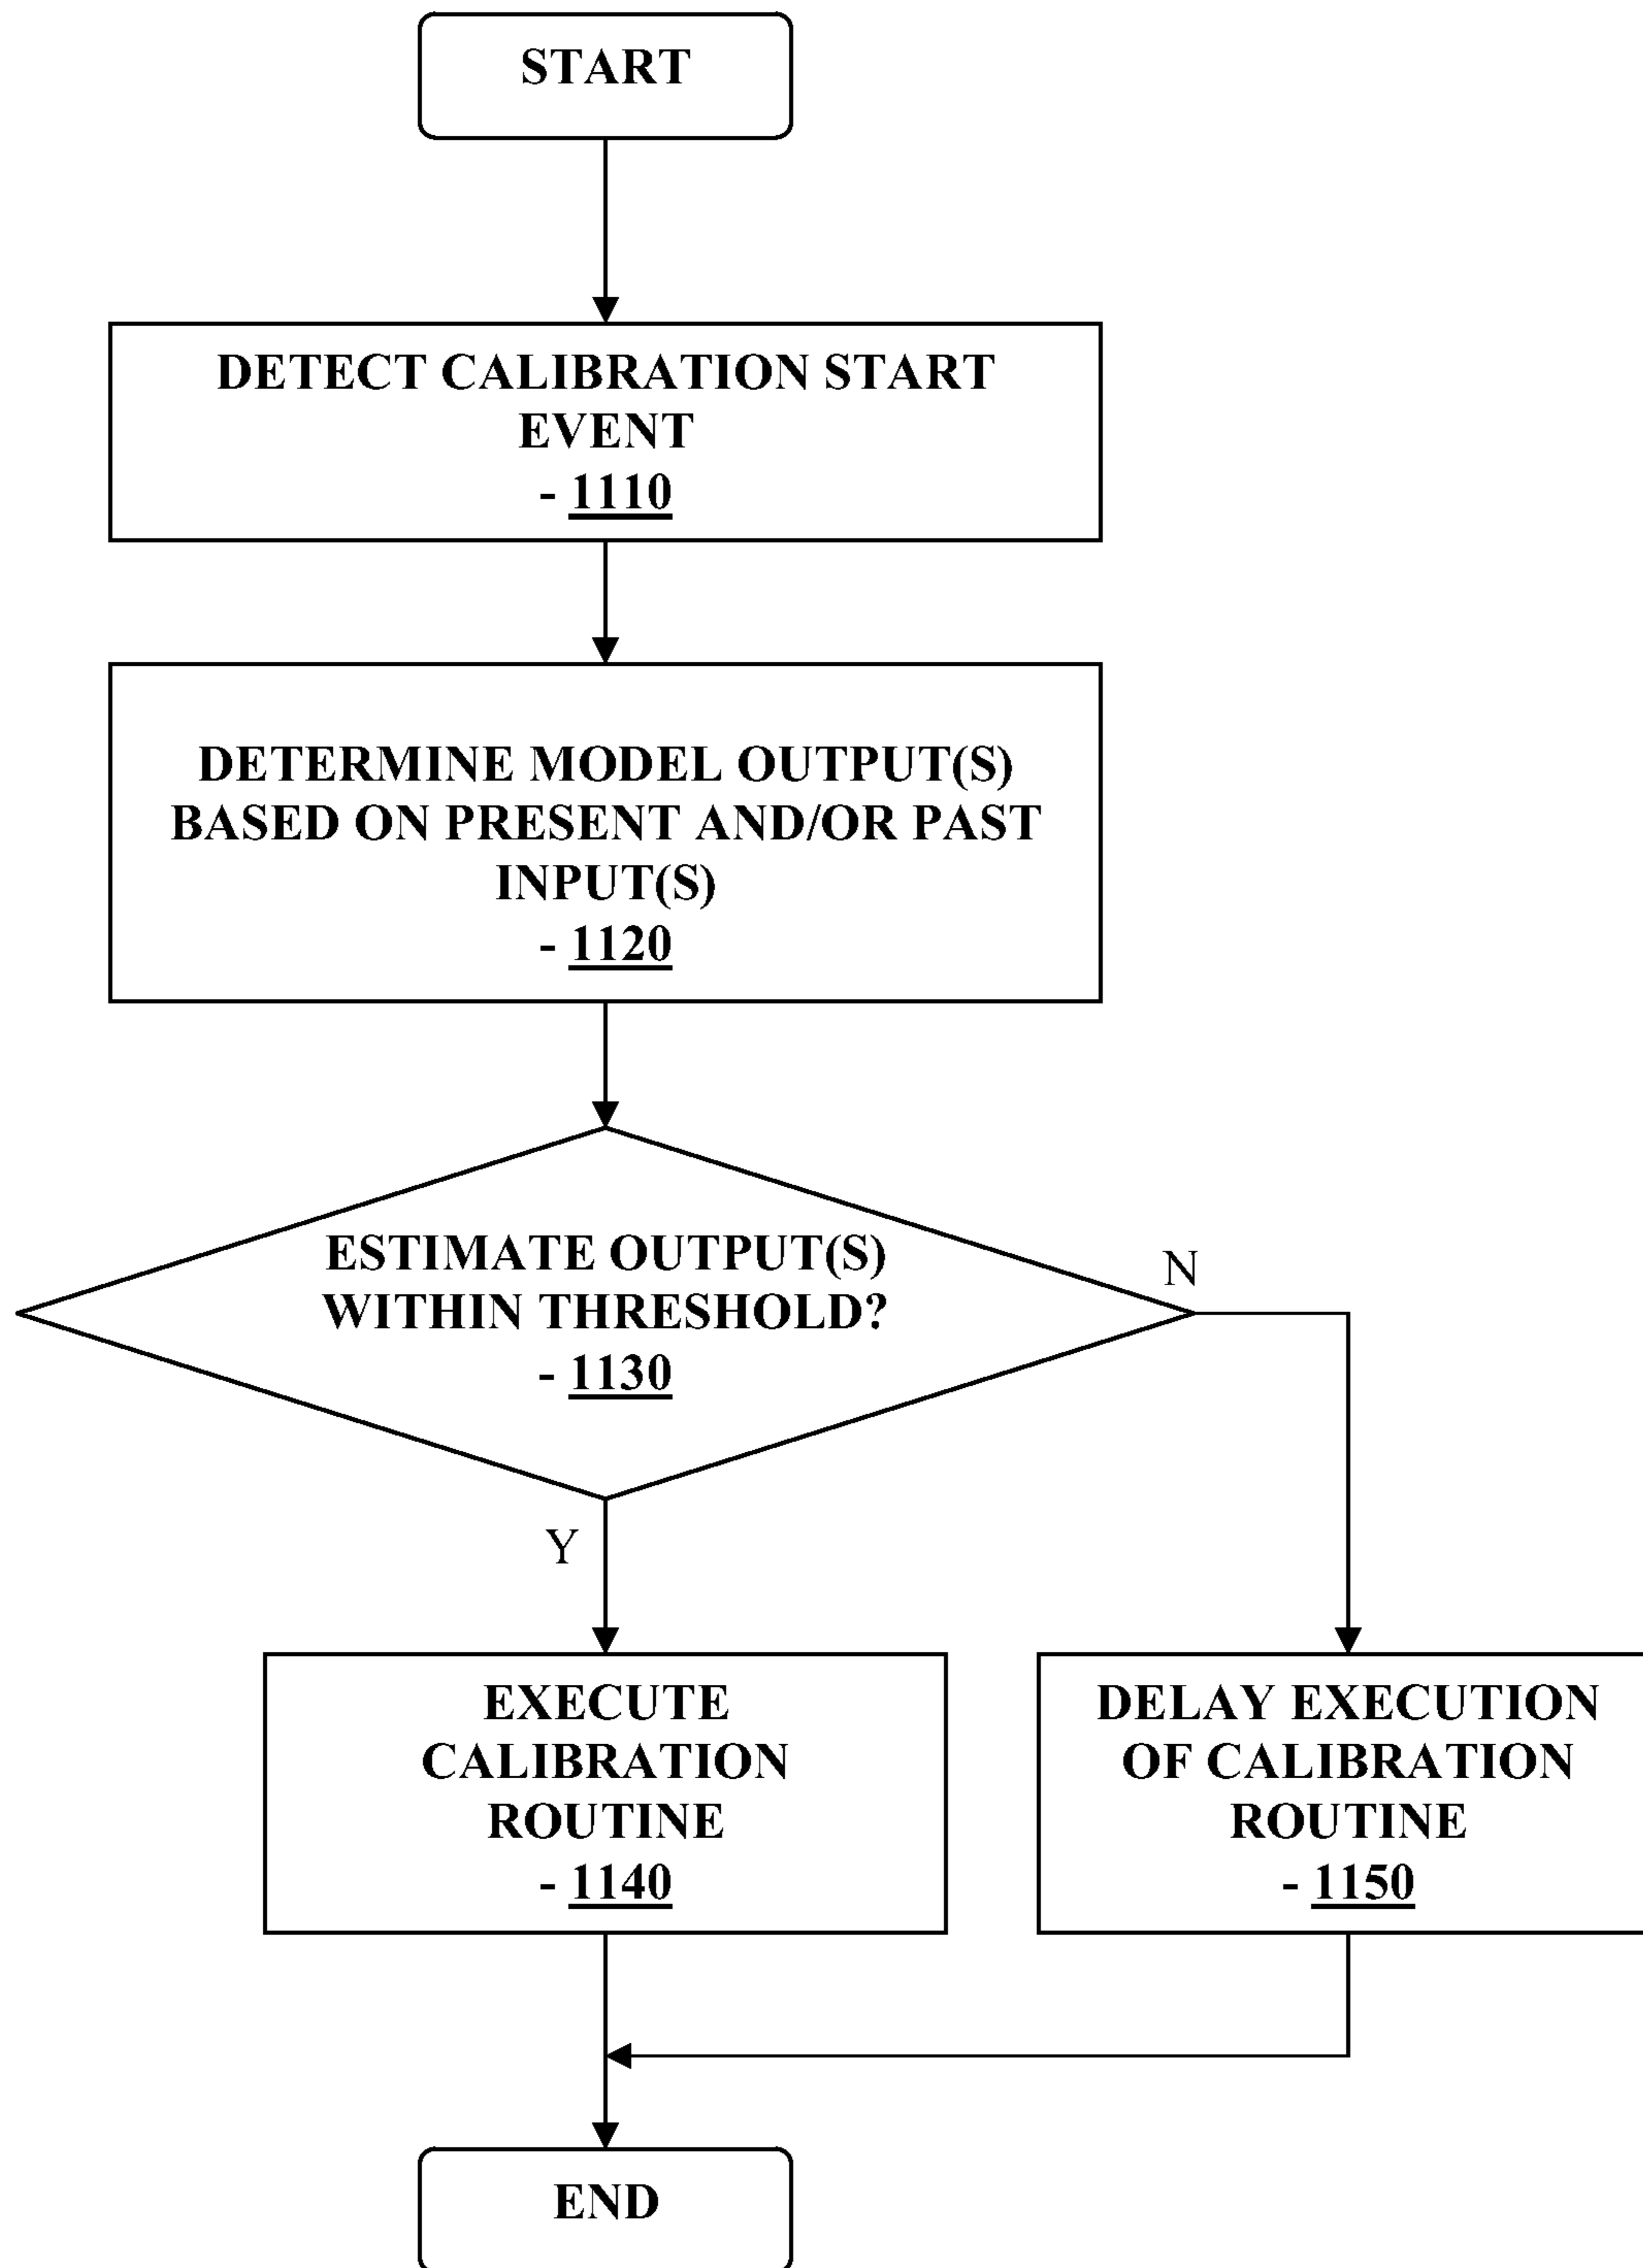 START
DETECT CALIBRATION START
EVENT
- 1110
DETERMINE MODEL OUTPUT(S)
BASED ON PRESENT AND/OR PAST
INPUT(S)
- 1120
ESTIMATE OUTPUT(S)
WITHIN THRESHOLD?
- 1130
N
Y
EXECUTE
CALIBRATION
ROUTINE
- 1140
DELAY EXECUTION
OF CALIBRATION
ROUTINE
- 1150
END